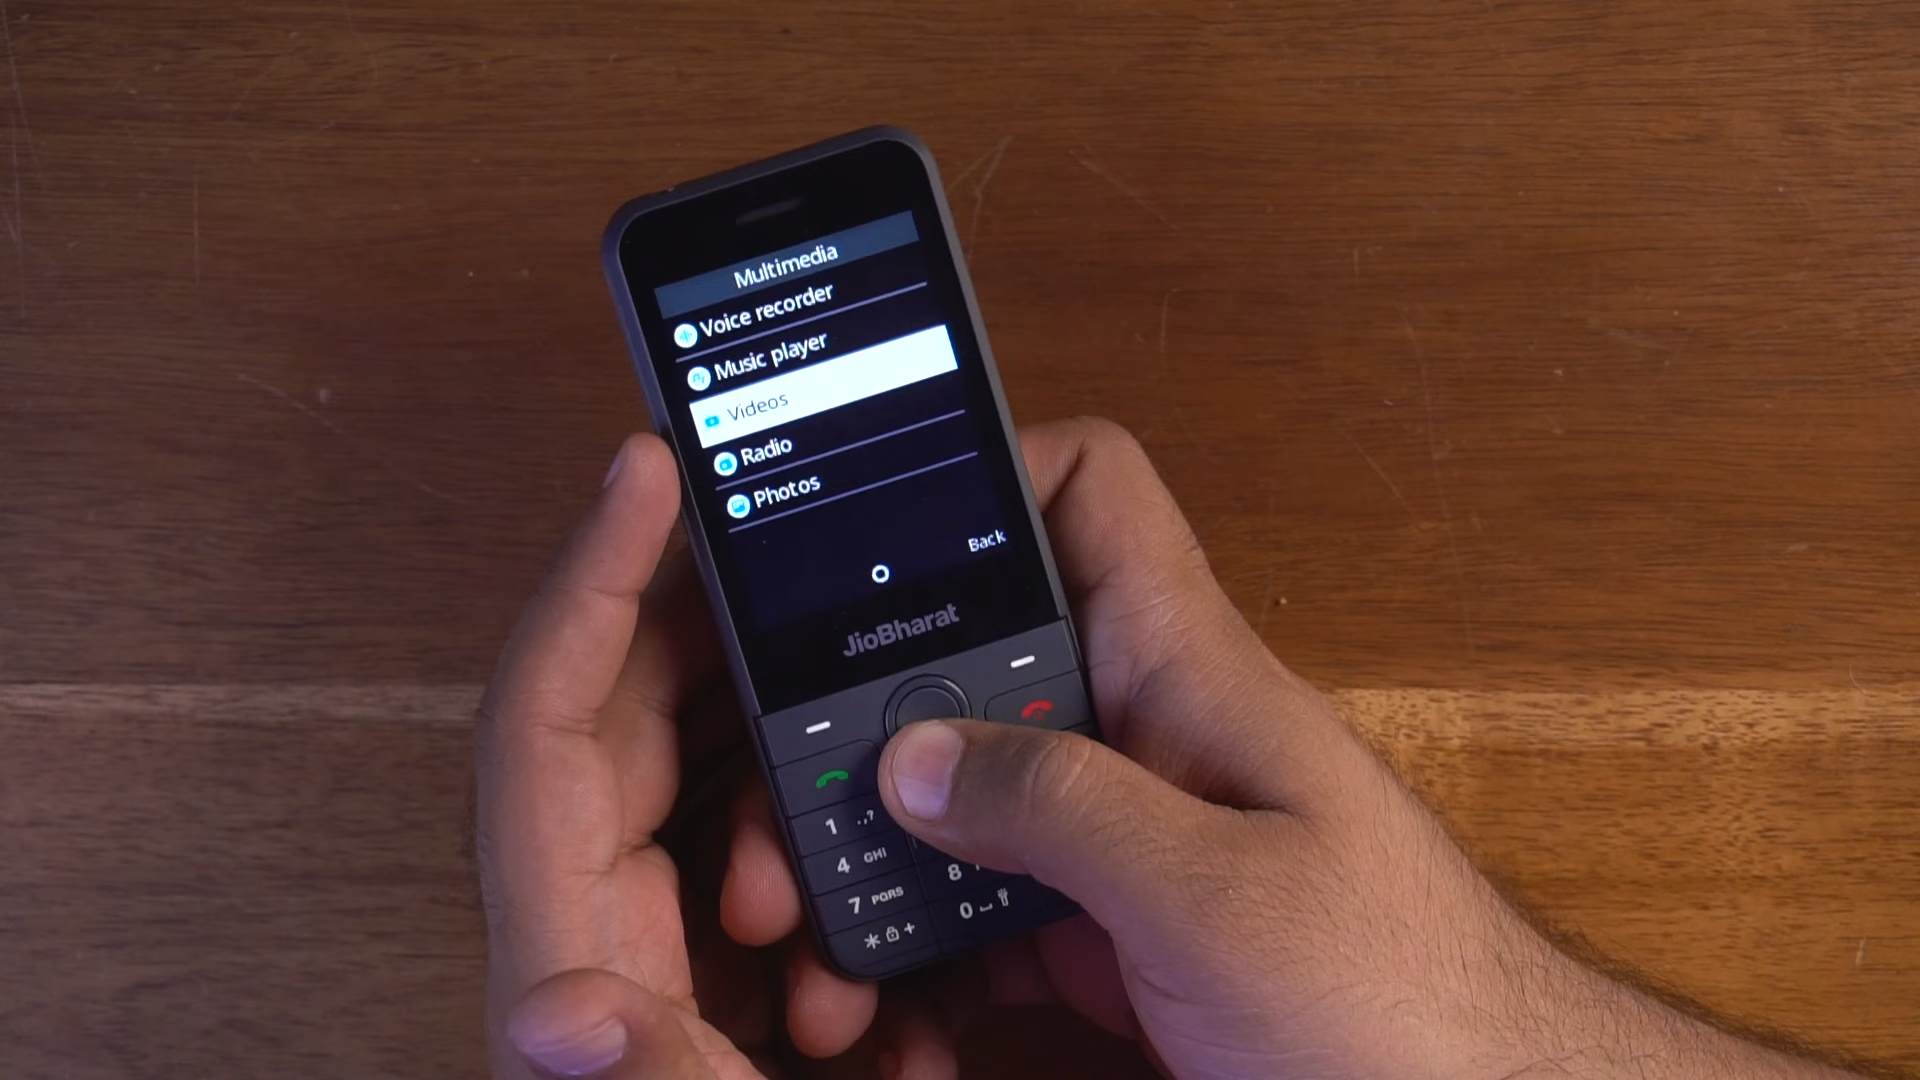 Multimedia
Voice recorder
Music player
Videos
Radio
Photos
Back
JioBharat
1 .,?
4 GHI
7 PQRS
8
* +
0